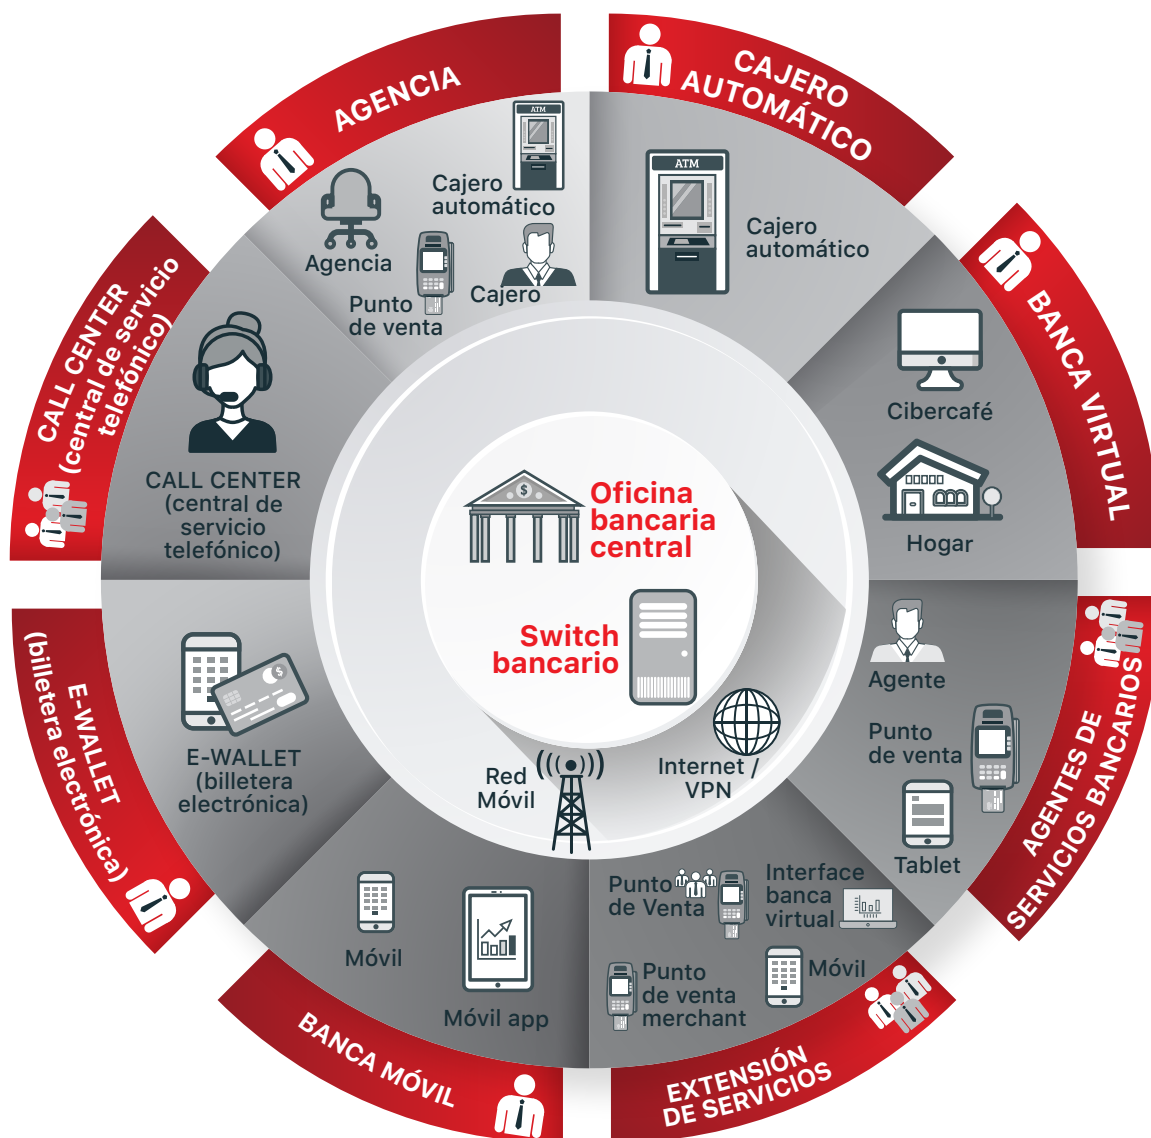 AGENCIA
CAJERO
AUTOMÁTICO
BANCA VIRTUAL
AGENTES DE
SERVICIOS BANCARIOS
EXTENSIÓN
DE SERVICIOS
BANCA MÓVIL
E-WALLET
(billetera electrónica)
CALL CENTER
(central de servicio
telefónico)
ATM
Cajero
automático
Agencia
Punto
de venta
Cajero
ATM
Cajero
automático
Cibercafé
Hogar
Agente
Punto
de venta
Tablet
Punto
de Venta
Interface
banca
virtual
Punto
de venta
merchant
Móvil
Móvil
Móvil app
E-WALLET
(billetera
electrónica)
$
CALL CENTER
(central de
servicio
telefónico)
$
Oficina
bancaria
central
Switch
bancario
Red
Móvil
Internet /
VPN